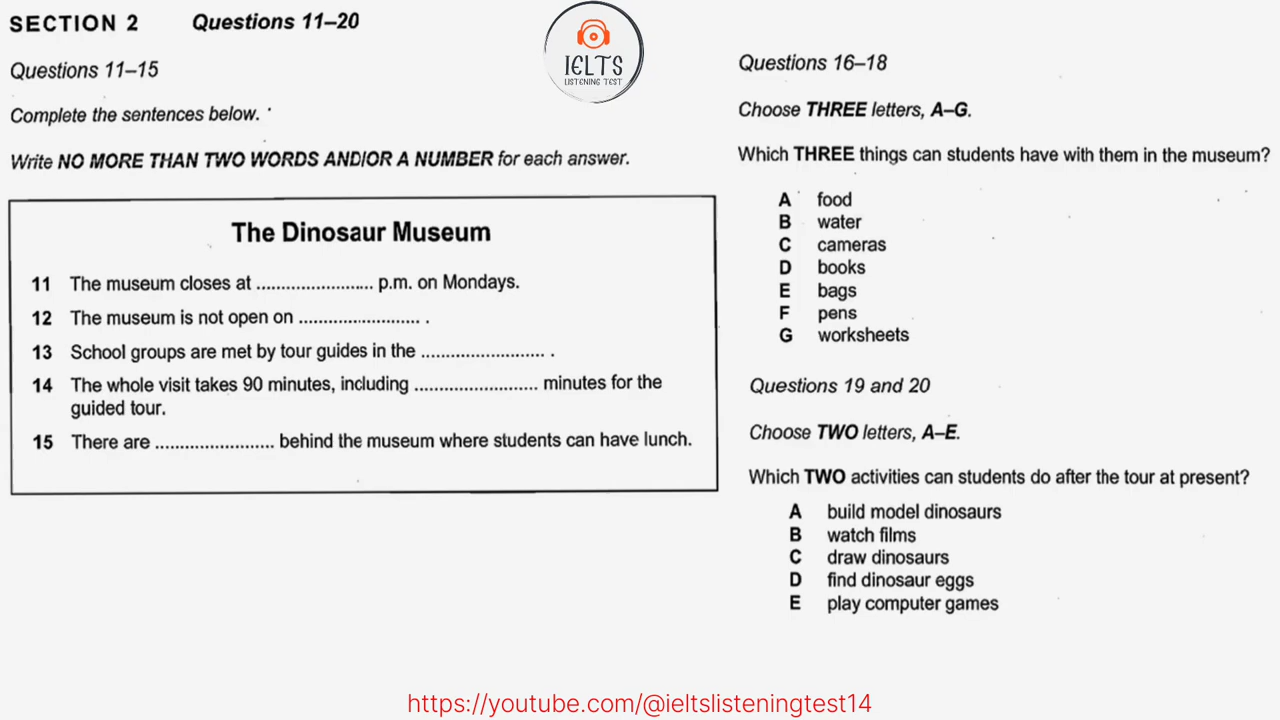 SECTION 2 Questions 11–20
Questions 11–15
Complete the sentences below.
Write NO MORE THAN TWO WORDS AND/OR A NUMBER for each answer.
The Dinosaur Museum
11 The museum closes at ........................ p.m. on Mondays.
12 The museum is not open on ......................... .
13 School groups are met by tour guides in the ......................... .
14 The whole visit takes 90 minutes, including ......................... minutes for the
guided tour.
15 There are ........................ behind the museum where students can have lunch.
IELTS
LISTENING TEST
Questions 16–18
Choose THREE letters, A–G.
Which THREE things can students have with them in the museum?
A food
B water
C cameras
D books
E bags
F pens
G worksheets
Questions 19 and 20
Choose TWO letters, A–E.
Which TWO activities can students do after the tour at present?
A build model dinosaurs
B watch films
C draw dinosaurs
D find dinosaur eggs
E play computer games
https://youtube.com/@ieltslisteningtest14